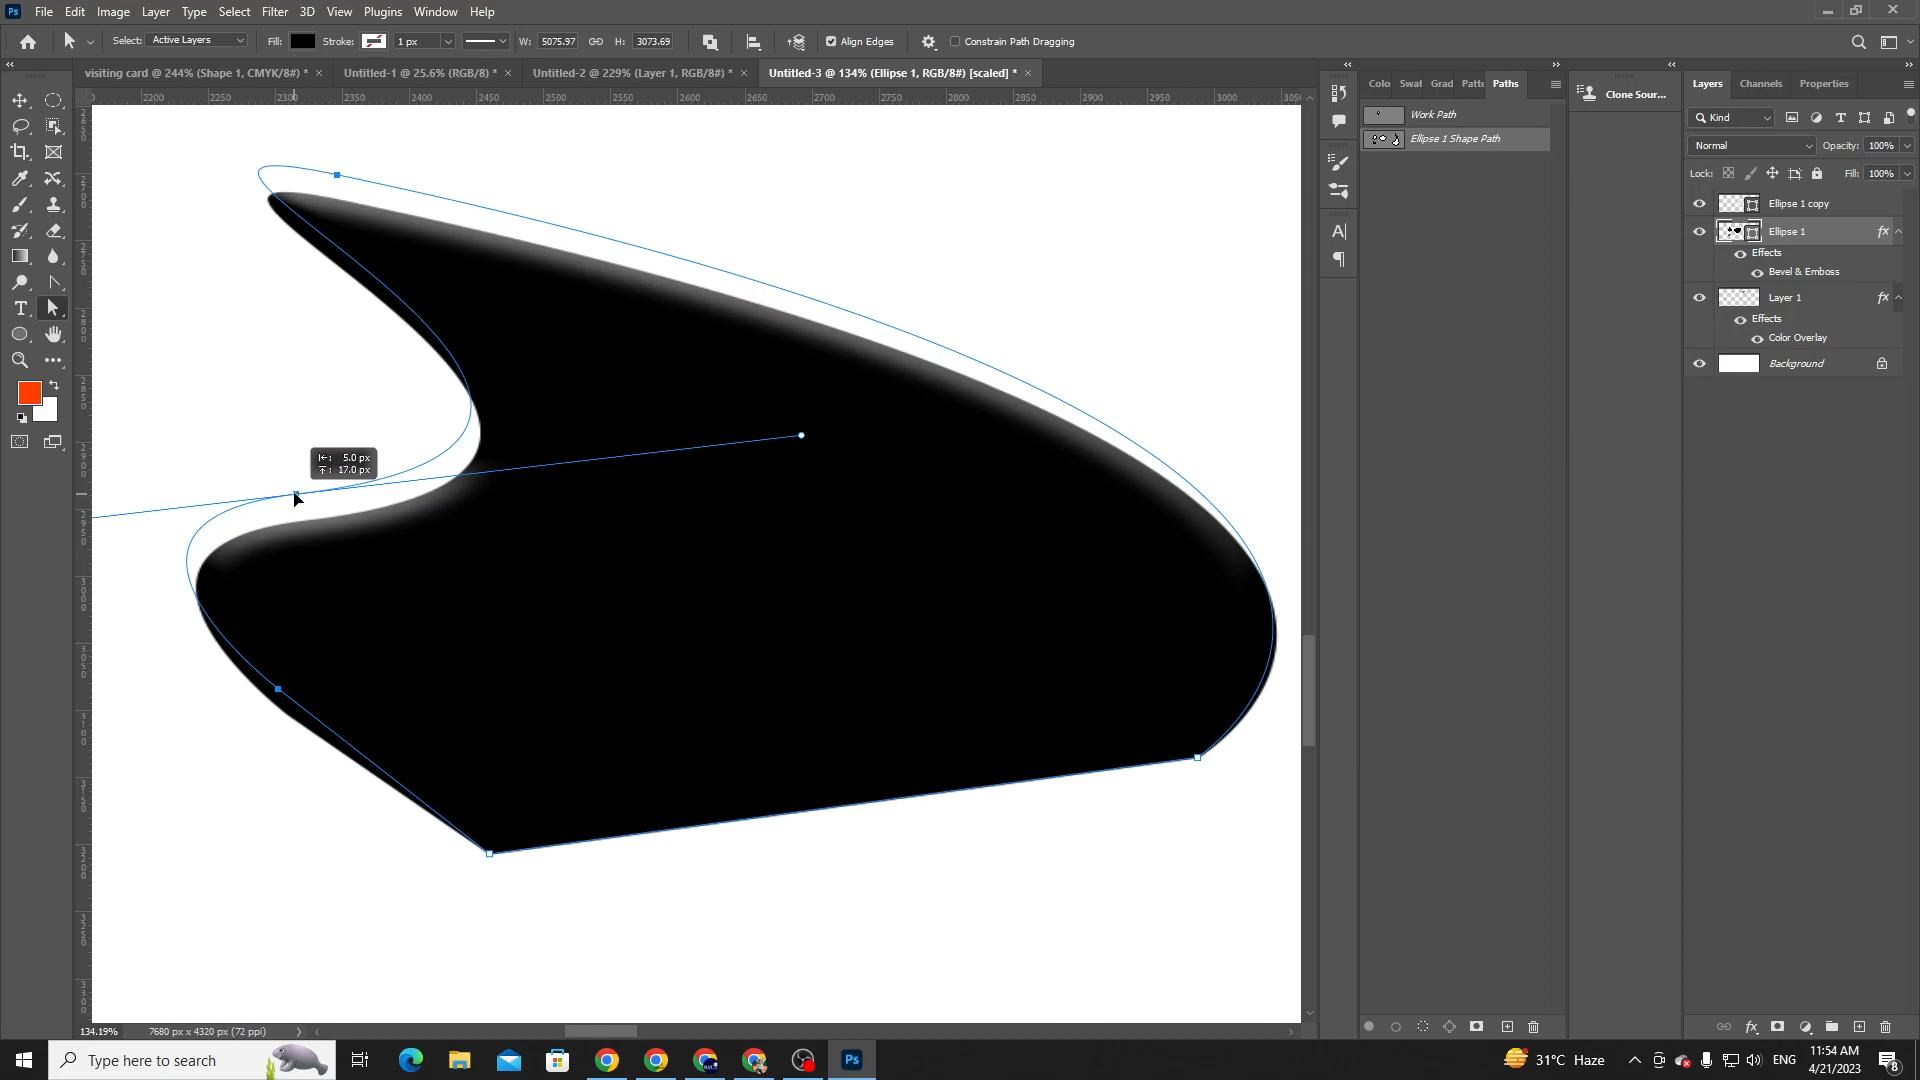 Ps File Edit Image Layer Type Select Filter 3D View Plugins Window Help
Select: Active Layers Fill: Stroke: 1 px W: 5075.97 H: 3073.69 Align Edges Constrain Path Dragging
visiting card @ 244% (Shape 1, CMYK/8#) * × Untitled-1 @ 25.6% (RGB/8) * × Untitled-2 @ 229% (Layer 1, RGB/8#) * × Untitled-3 @ 134% (Ellipse 1, RGB/8#) [scaled] * ×
2200 2250 2300 2350 2400 2450 2500 2550 2600 2650 2700 2750 2800 2850 2900 2950 3000 3050
Colo Swat Grad Patte Paths
Work Path
Ellipse 1 Shape Path
Clone Sour...
Layers Channels Properties
Kind
Normal Opacity: 100%
Lock: Fill: 100%
Ellipse 1 copy
Ellipse 1 fx
Effects
Bevel & Emboss
Layer 1 fx
Effects
Color Overlay
Background
5.0 px
17.0 px
134.19% 7680 px x 4320 px (72 ppi)
Type here to search
Ps
31°C Haze
ENG
11:54 AM
4/21/2023
8